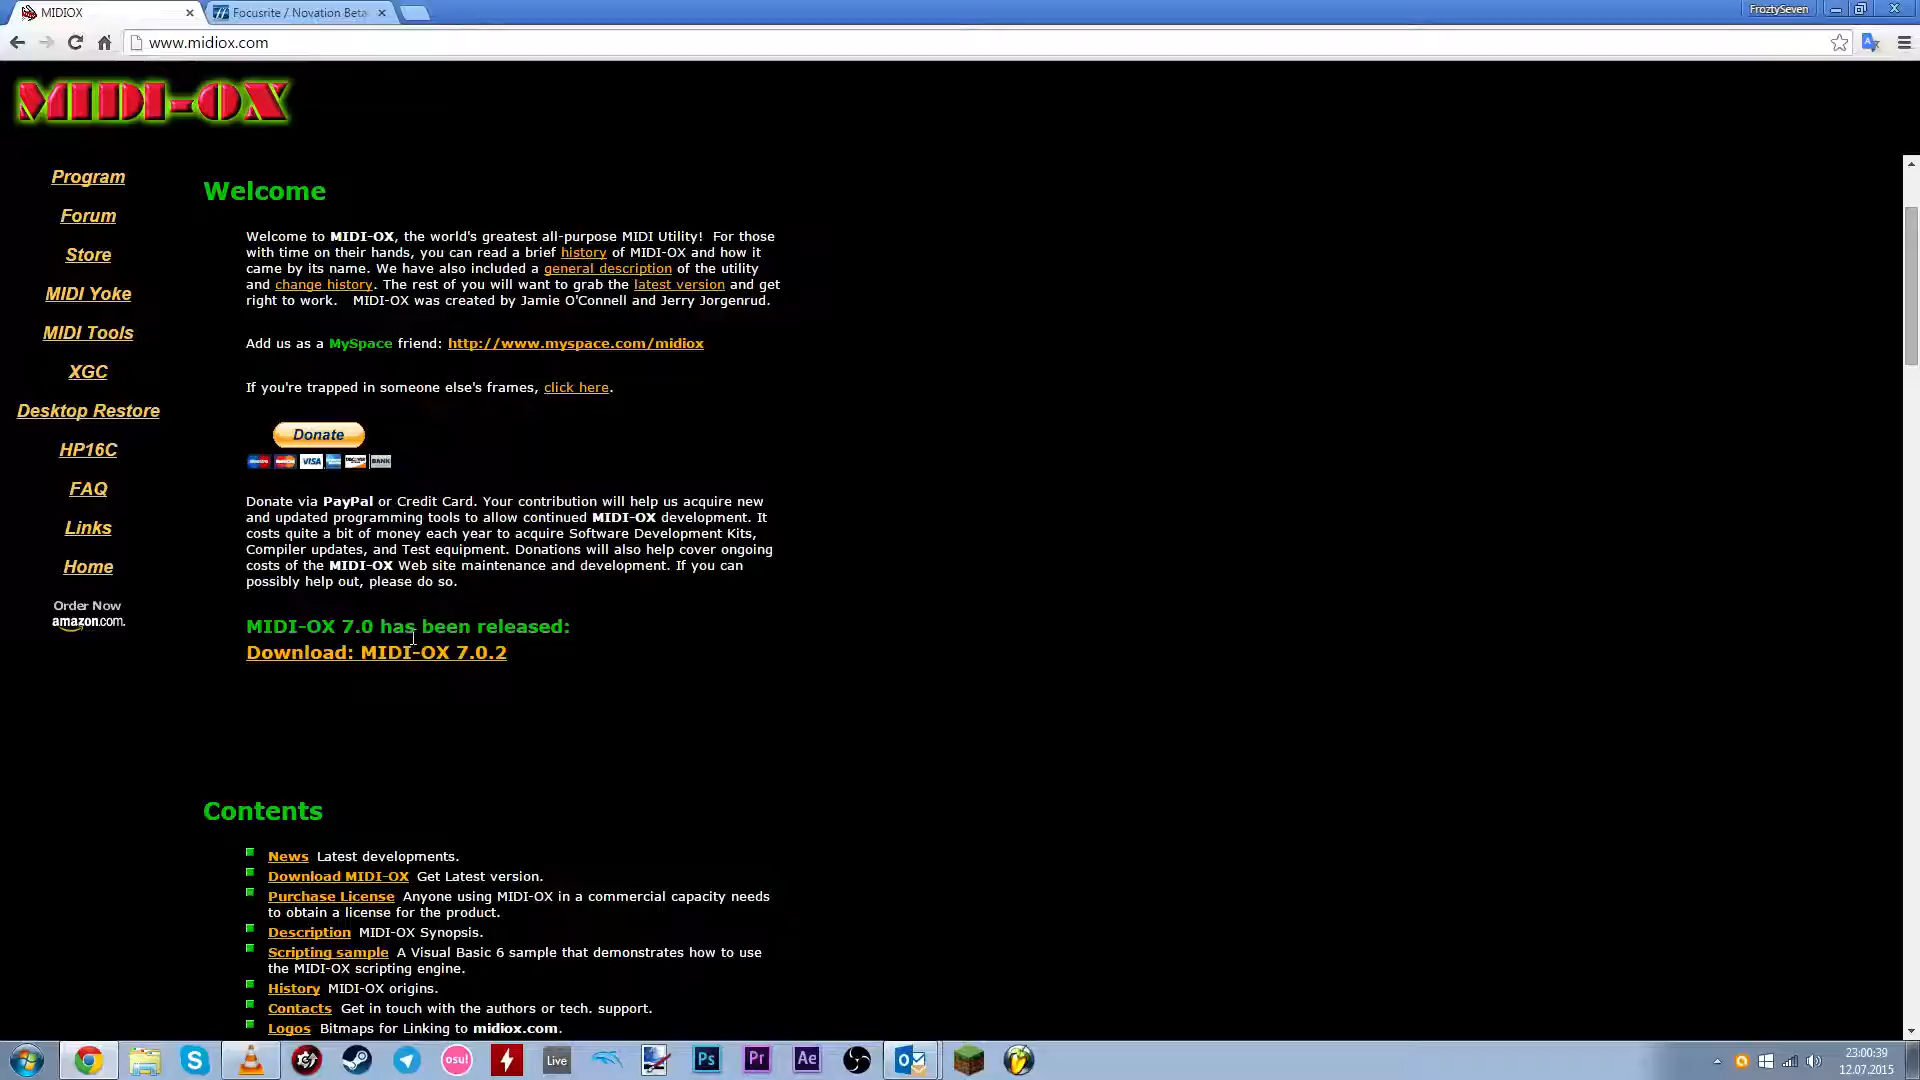 MIDIOX
Focusrite / Novation Beta
FroztySeven
www.midiox.com
MIDI-OX
Program
Forum
Store
MIDI Yoke
MIDI Tools
XGC
Desktop Restore
HP16C
FAQ
Links
Home
Order Now
amazon.com.
Welcome
Welcome to MIDI-OX, the world's greatest all-purpose MIDI Utility!  For those
with time on their hands, you can read a brief history of MIDI-OX and how it
came by its name. We have also included a general description of the utility
and change history. The rest of you will want to grab the latest version and get
right to work.   MIDI-OX was created by Jamie O'Connell and Jerry Jorgenrud.
Add us as a MySpace friend: http://www.myspace.com/midiox
If you're trapped in someone else's frames, click here.
Donate
VISA
BANK
Donate via PayPal or Credit Card. Your contribution will help us acquire new
and updated programming tools to allow continued MIDI-OX development. It
costs quite a bit of money each year to acquire Software Development Kits,
Compiler updates, and Test equipment. Donations will also help cover ongoing
costs of the MIDI-OX Web site maintenance and development. If you can
possibly help out, please do so.
MIDI-OX 7.0 has been released:
Download: MIDI-OX 7.0.2
Contents
News  Latest developments.
Download MIDI-OX  Get Latest version.
Purchase License  Anyone using MIDI-OX in a commercial capacity needs
to obtain a license for the product.
Description  MIDI-OX Synopsis.
Scripting sample  A Visual Basic 6 sample that demonstrates how to use
the MIDI-OX scripting engine.
History  MIDI-OX origins.
Contacts  Get in touch with the authors or tech. support.
Logos  Bitmaps for Linking to midiox.com.
osu!
Live
Ps
Pr
Ae
23:00:39
12.07.2015